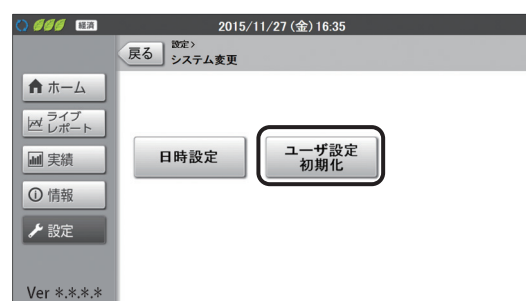 経済
2015/11/27(金)16:35
戻る
設定>
システム変更
ホーム
ライブ
レポート
実績
情報
設定
日時設定
ユーザ設定
初期化
Ver *.*.*.*